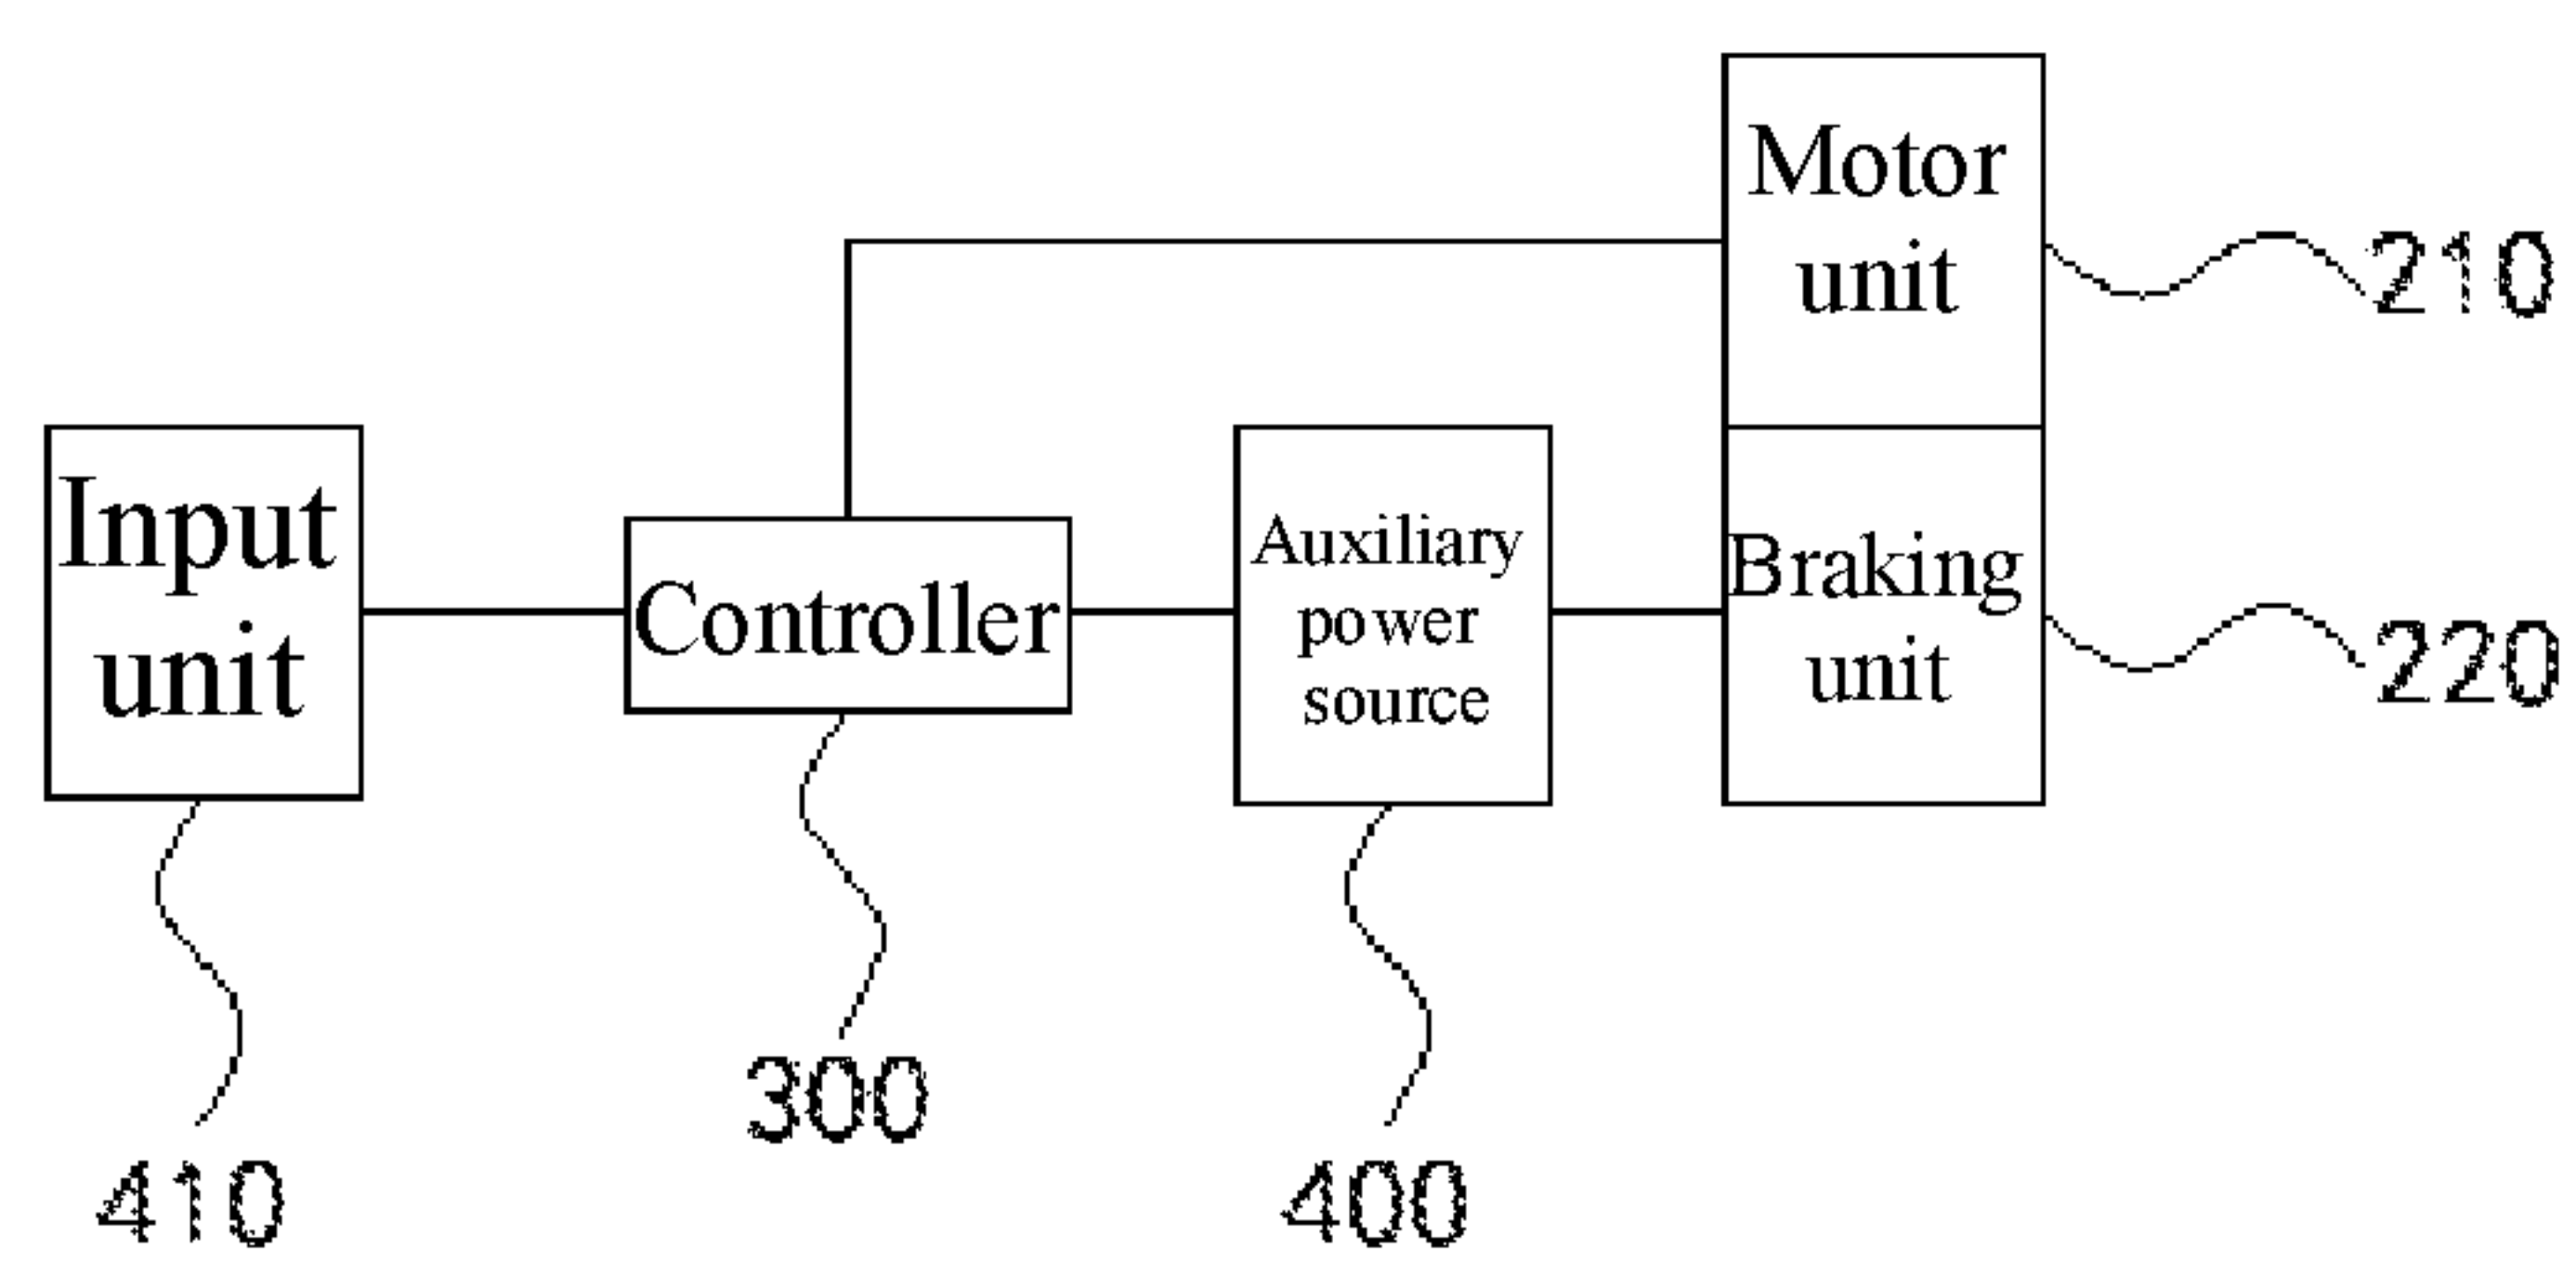 Motor
unit
210
Input
unit
Controller
Auxiliary
power
source
Braking
unit
220
300
410
400